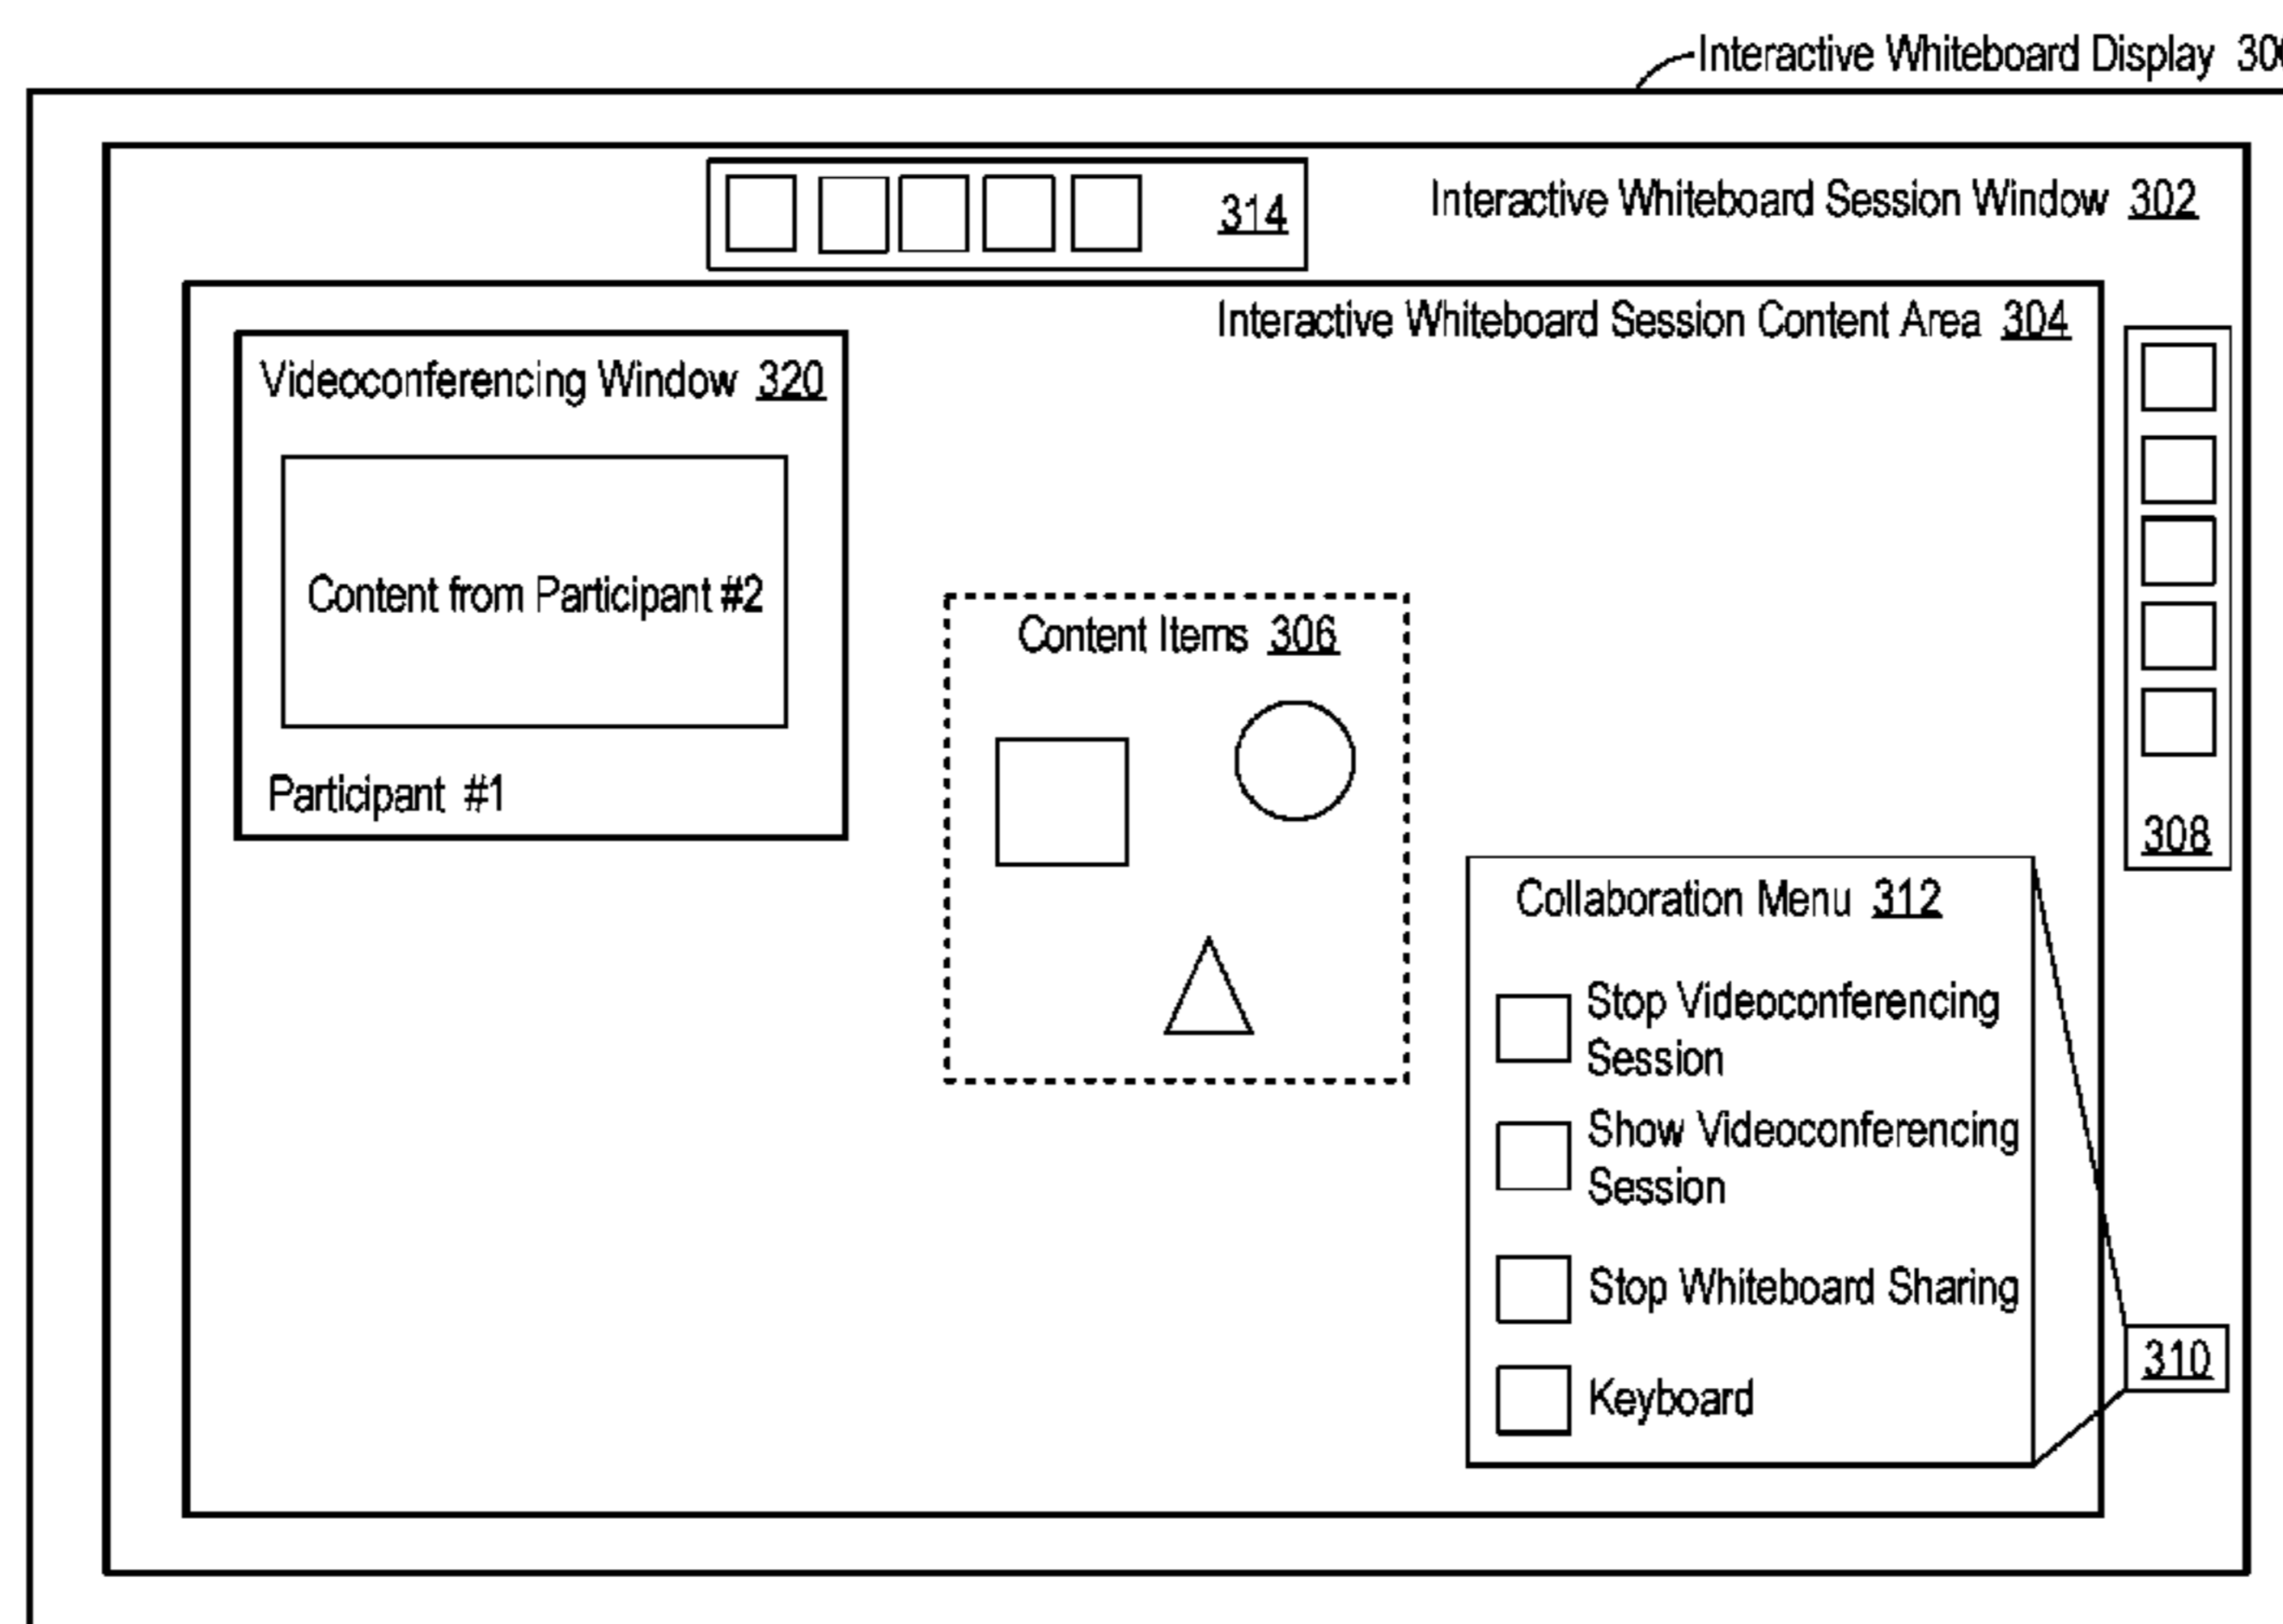 Interactive Whiteboard Display
314
Interactive Whiteboard Session Window 302
Interactive Whiteboard Session Content Area 304
Videoconferencing Window 320
Content from Participant #2
Participant #1
Content Items 306
308
Collaboration Menu 312
Stop Videoconferencing
Session
Show Videoconferencing
Session
Stop Whiteboard Sharing
Keyboard
310